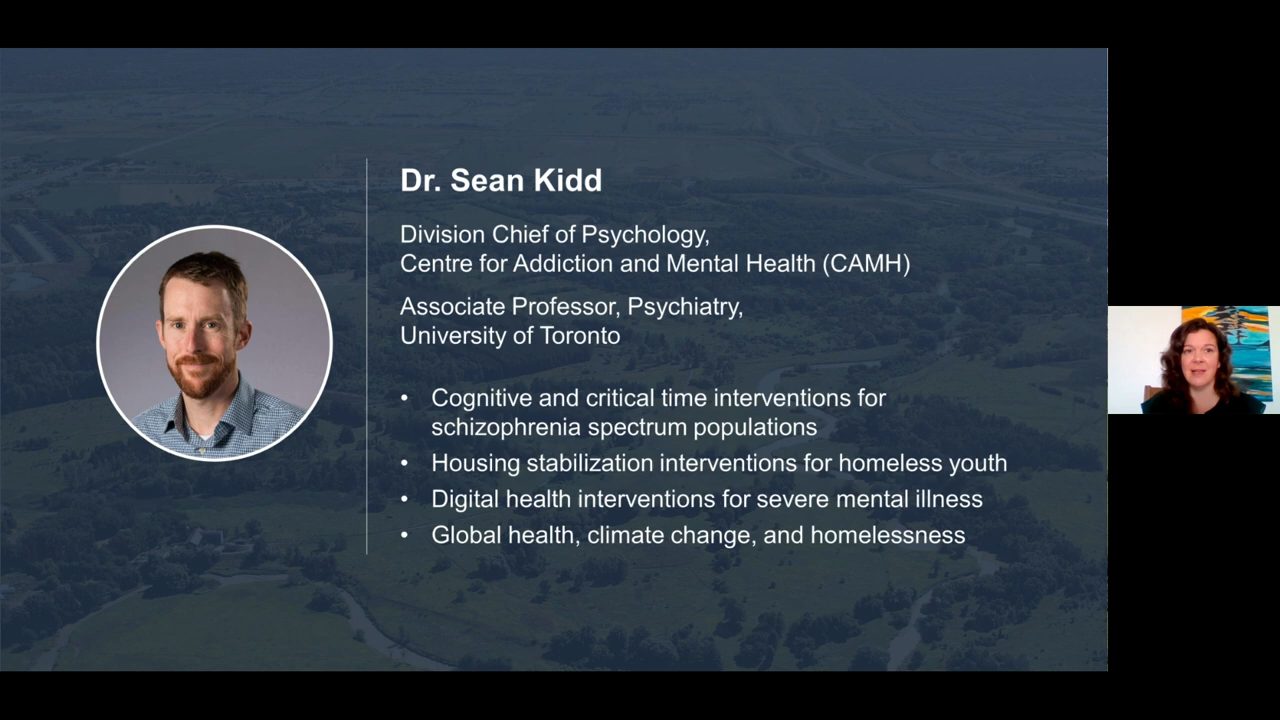 Dr. Sean Kidd
Division Chief of Psychology,
Centre for Addiction and Mental Health (CAMH)
Associate Professor, Psychiatry,
University of Toronto
• Cognitive and critical time interventions for
schizophrenia spectrum populations
• Housing stabilization interventions for homeless youth
• Digital health interventions for severe mental illness
• Global health, climate change, and homelessness